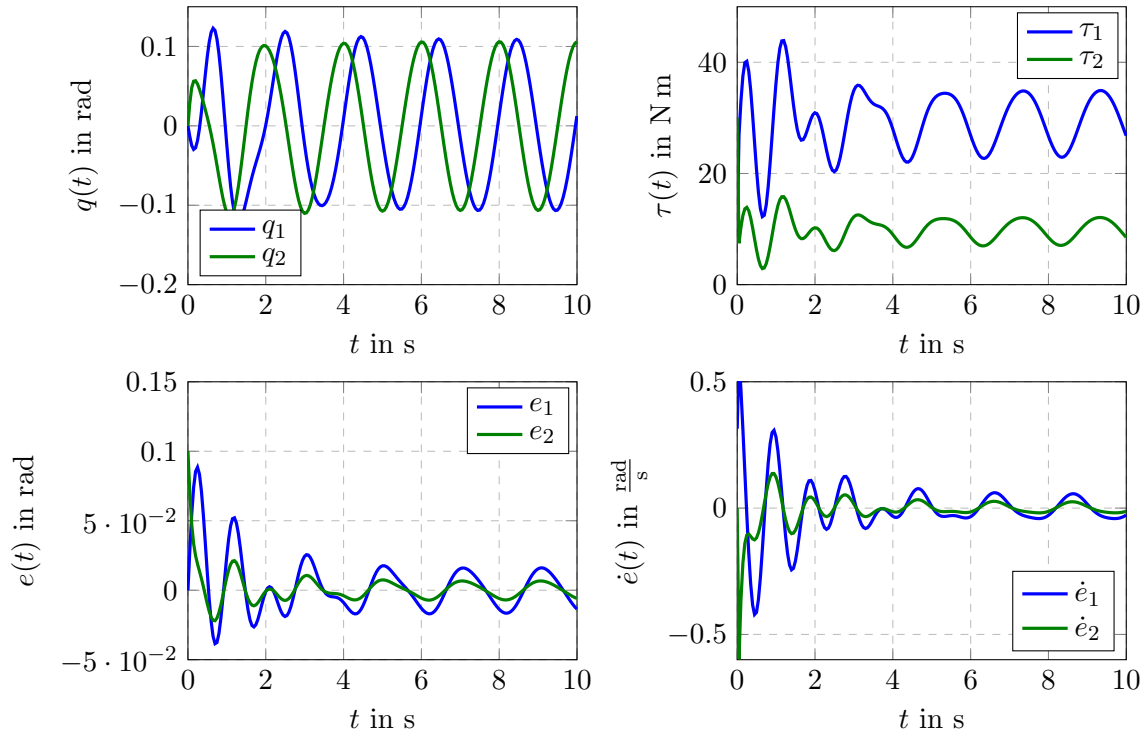 0.1
0
−0.1
−0.2
q(t) in rad
q₁
q₂
0 2 4 6 8 10
t in s
40
20
0
τ(t) in N m
τ₁
τ₂
0 2 4 6 8 10
t in s
0.15
0.1
5 · 10⁻²
0
−5 · 10⁻²
e(t) in rad
e₁
e₂
0 2 4 6 8 10
t in s
0.5
0
−0.5
ė(t) in rad/s
ė₁
ė₂
0 2 4 6 8 10
t in s